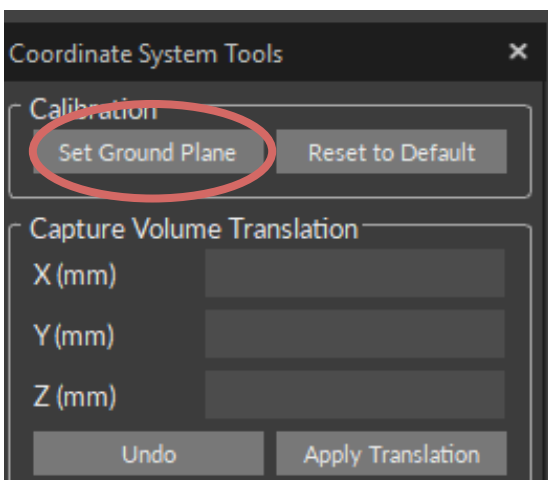 Coordinate System Tools ×
Calibration
Set Ground Plane Reset to Default
Capture Volume Translation
X (mm)
Y (mm)
Z (mm)
Undo Apply Translation